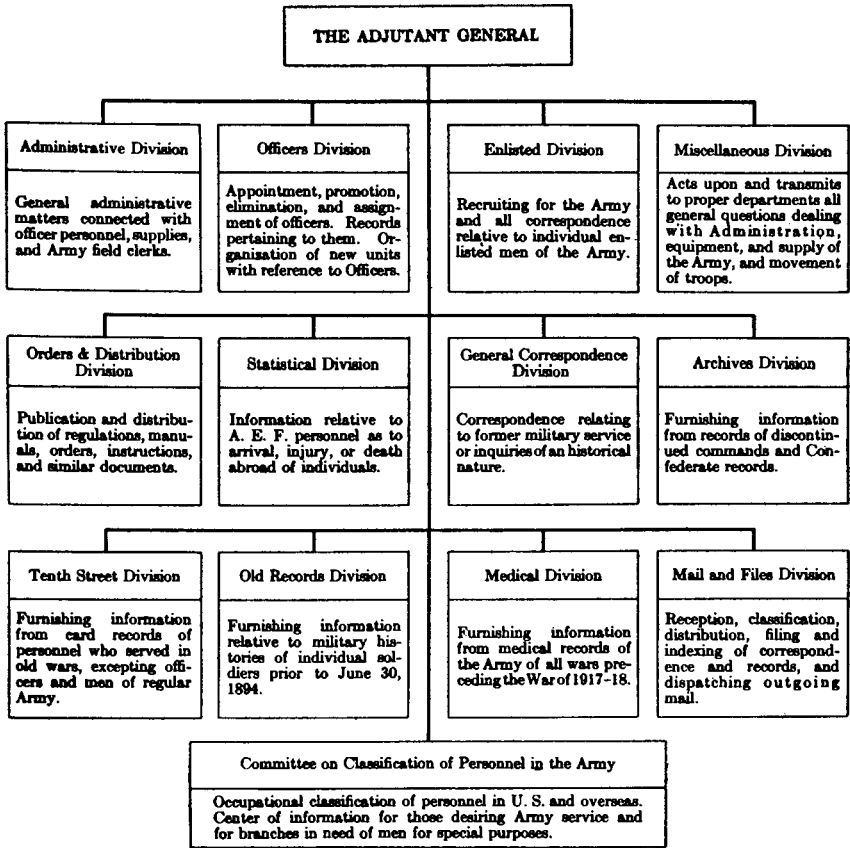 THE ADJUTANT GENERAL
Administrative Division
General administrative
matters connected with
officer personnel, supplies,
and Army field clerks.
Officers Division
Appointment, promotion,
elimination, and assign-
ment of officers. Records
pertaining to them. Or-
ganisation of new units
with reference to Officers.
Enlisted Division
Recruiting for the Army
and all correspondence
relative to individual en-
listed men of the Army.
Miscellaneous Division
Acts upon and transmits
to proper departments all
general questions dealing
with Administration,
equipment, and supply of
the Army, and movement
of troops.
Orders & Distribution
Division
Publication and distribu-
tion of regulations, manu-
als, orders, instructions,
and similar documents.
Statistical Division
Information relative to
A. E. F. personnel as to
arrival, injury, or death
abroad of individuals.
General Correspondence
Division
Correspondence relating
to former military service
or inquiries of an historical
nature.
Archives Division
Furnishing information
from records of discontin-
ued commands and Con-
federate records.
Tenth Street Division
Furnishing information
from card records of
personnel who served in
old wars, excepting offi-
cers and men of regular
Army.
Old Records Division
Furnishing information
relative to military his-
tories of individual sol-
diers prior to June 30,
1894.
Medical Division
Furnishing information
from medical records of
the Army of all wars pre-
ceding the War of 1917-18.
Mail and Files Division
Reception, classification,
distribution, filing and
indexing of correspond-
ence and records, and
dispatching outgoing
mail.
Committee on Classification of Personnel in the Army
Occupational classification of personnel in U. S. and overseas.
Center of information for those desiring Army service and
for branches in need of men for special purposes.